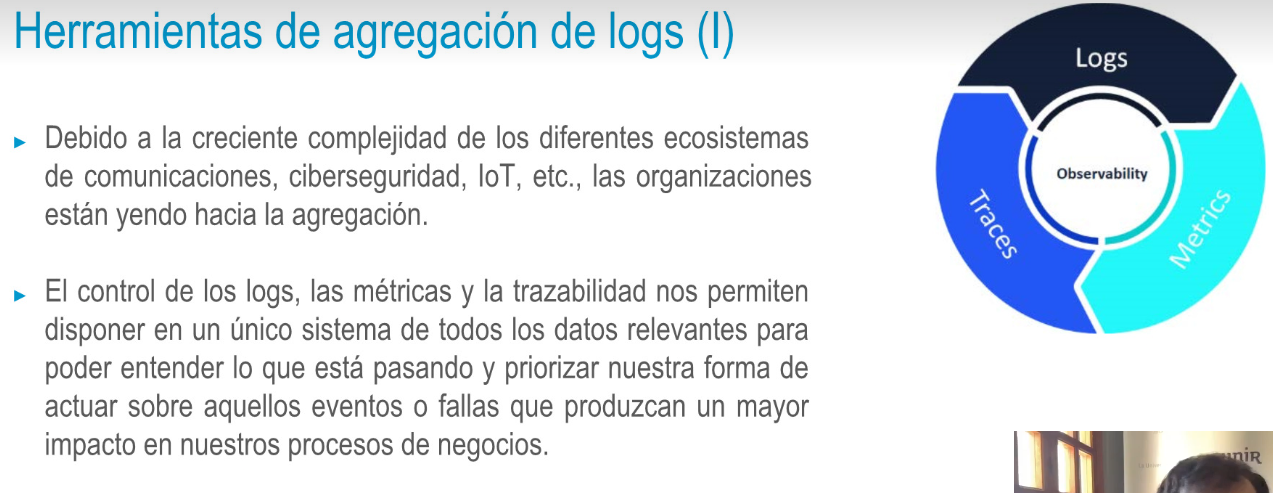 Herramientas de agregación de logs (I)
Debido a la creciente complejidad de los diferentes ecosistemas
de comunicaciones, ciberseguridad, IoT, etc., las organizaciones
están yendo hacia la agregación.
El control de los logs, las métricas y la trazabilidad nos permiten
disponer en un único sistema de todos los datos relevantes para
poder entender lo que está pasando y priorizar nuestra forma de
actuar sobre aquellos eventos o fallas que produzcan un mayor
impacto en nuestros procesos de negocios.
Logs
Observability
Traces
Metrics